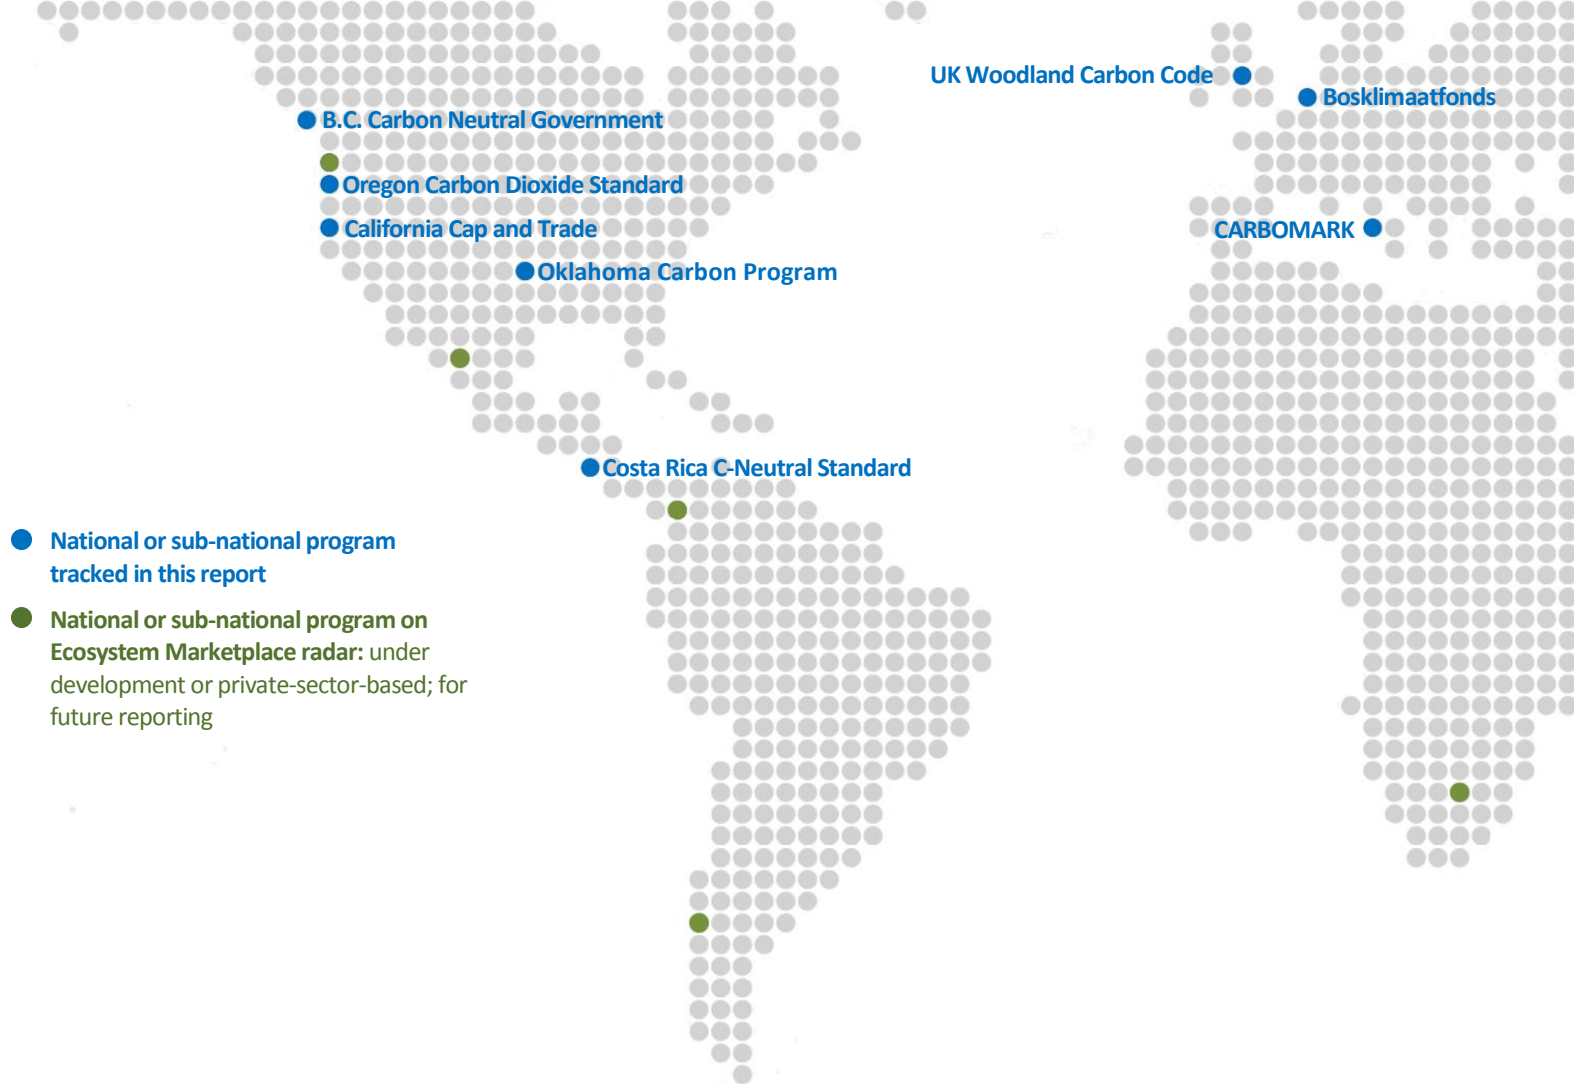 UK Woodland Carbon Code
Bosklimaatfonds
B.C. Carbon Neutral Government
Oregon Carbon Dioxide Standard
California Cap and Trade
CARBOMARK
Oklahoma Carbon Program
Costa Rica C-Neutral Standard
National or sub-national program
tracked in this report
National or sub-national program on
Ecosystem Marketplace radar: under
development or private-sector-based; for
future reporting